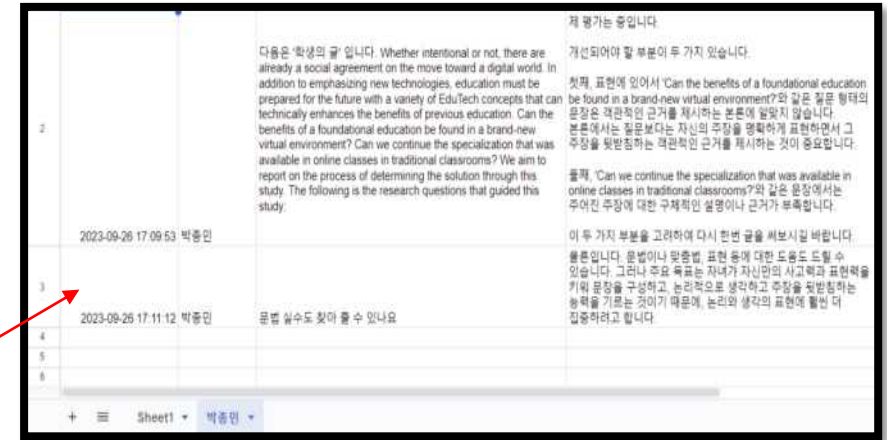 제 평가는 중입니다.
다음은 '학생의 글' 입니다. Whether intentional or not, there are
already a social agreement on the move toward a digital world. In
addition to emphasizing new technologies, education must be
prepared for the future with a variety of EduTech concepts that can
technically enhances the benefits of previous education. Can the
benefits of a foundational education be found in a brand-new
virtual environment? Can we continue the specialization that was
available in online classes in traditional classrooms? We aim to
report on the process of determining the solution through this
study. The following is the research questions that guided this
study.
개선되어야 할 부분이 두 가지 있습니다.
첫째, 표현에 있어서 'Can the benefits of a foundational education
be found in a brand-new virtual environment?'와 같은 질문 형태의
문장은 객관적인 근거를 제시하는 본론에 알맞지 않습니다.
본론에서는 질문보다는 자신의 주장을 명확하게 표현하면서 그
주장을 뒷받침하는 객관적인 근거를 제시하는 것이 중요합니다.
둘째, 'Can we continue the specialization that was available in
online classes in traditional classrooms?'와 같은 문장에서는
주어진 주장에 대한 구체적인 설명이나 근거가 부족합니다.
이 두 가지 부분을 고려하여 다시 한번 글을 써보시길 바랍니다.
2
2023-09-26 17:09:53 박종민
물론입니다. 문법이나 맞춤법, 표현 등에 대한 도움도 드릴 수
있습니다. 그러나 주요 목표는 자녀가 자신만의 사고력과 표현력을
키워 문장을 구성하고, 논리적으로 생각하고 주장을 뒷받침하는
능력을 기르는 것이기 때문에, 논리와 생각의 표현에 훨씬 더
집중하려고 합니다.
3
2023-09-26 17:11:12 박종민
문법 실수도 찾아 줄 수 있나요
4
5
6
+ ≡ Sheet1 박종민